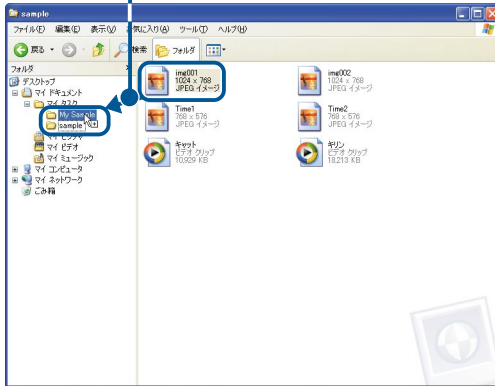 sample
ファイル(F) 編集(E) 表示(V) お気に入り(A) ツール(T) ヘルプ(H)
戻る 検索 フォルダ
フォルダ ×
デスクトップ
マイ ドキュメント
マイ タスク
My Sample
sample
マイ ピクチャ
マイ ビデオ
マイ ミュージック
マイ コンピュータ
マイ ネットワーク
ごみ箱
img001
1024 x 768
JPEG イメージ
img002
1024 x 768
JPEG イメージ
Time1
768 x 576
JPEG イメージ
Time2
768 x 576
JPEG イメージ
キャット
ビデオ クリップ
10,929 KB
キリン
ビデオ クリップ
18,213 KB